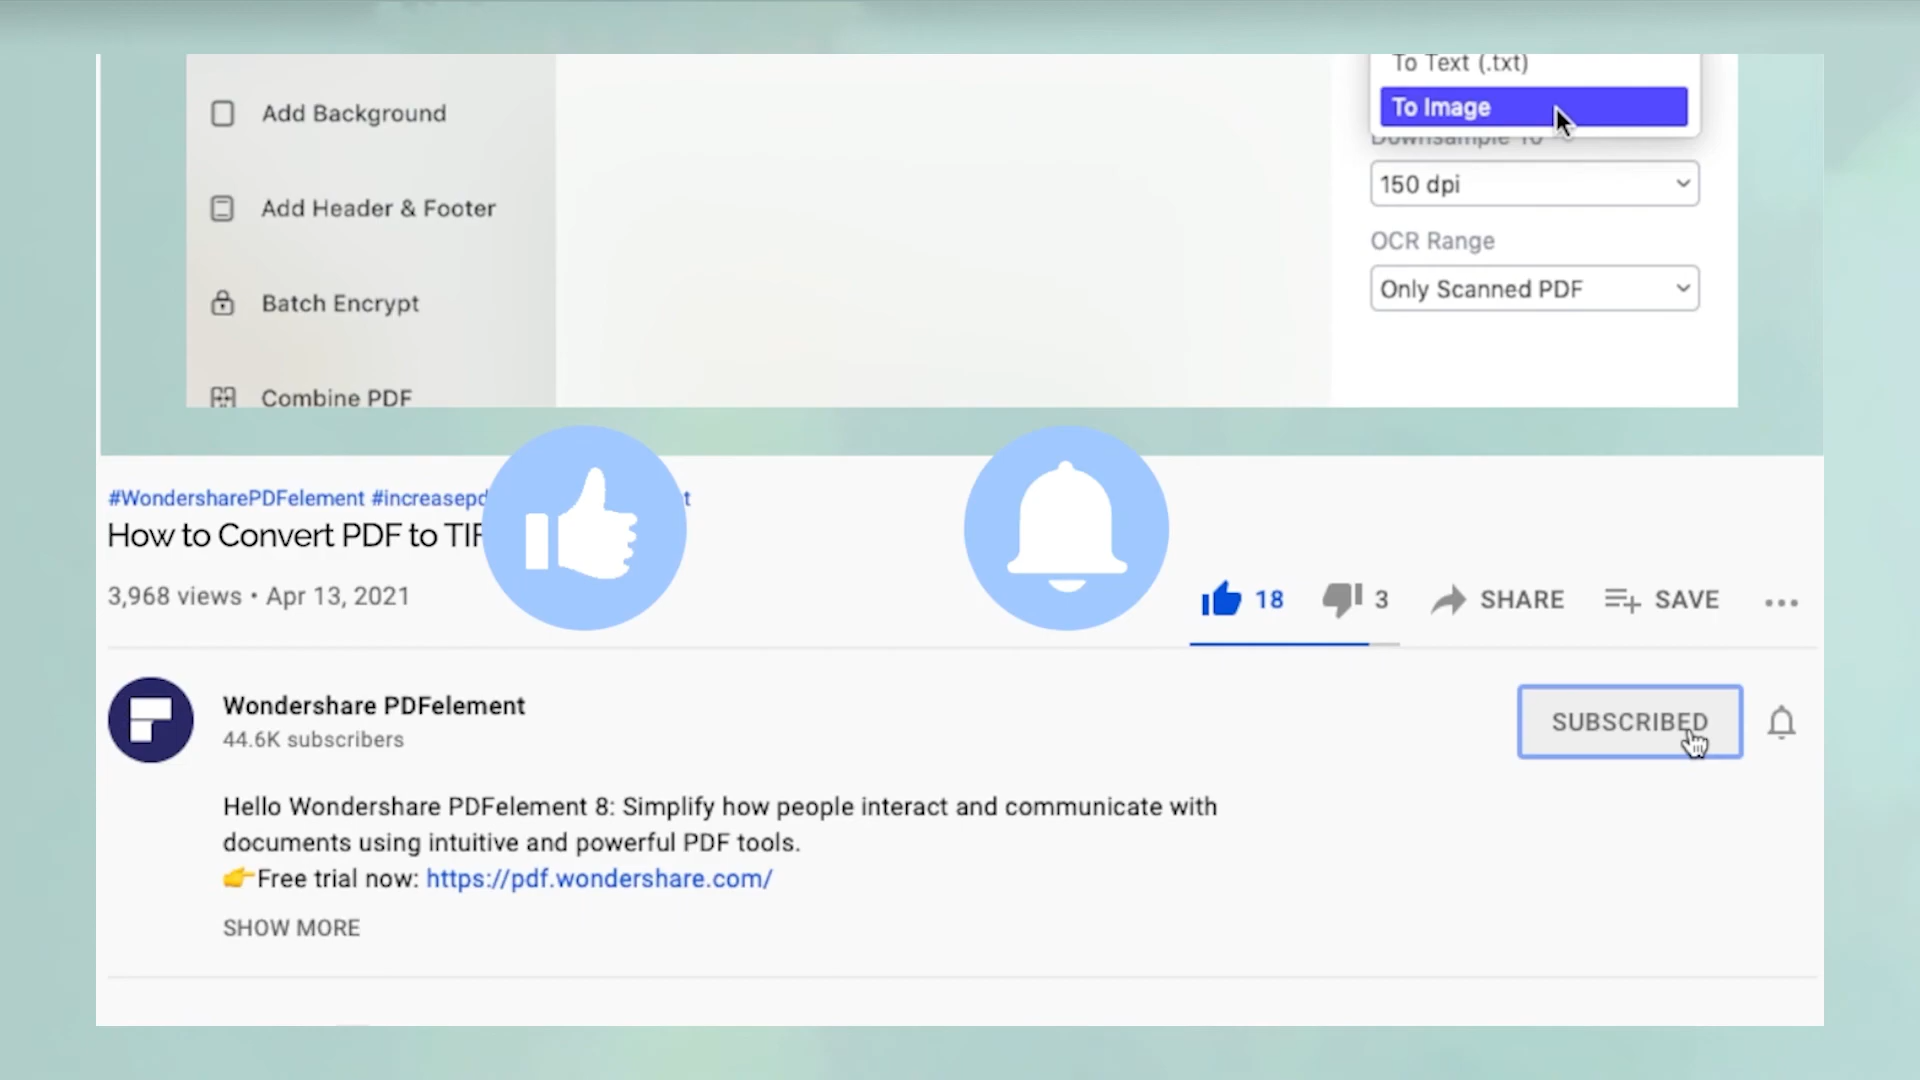 To Text (.txt)
To Image
Add Background
150 dpi
Add Header & Footer
OCR Range
Only Scanned PDF
Batch Encrypt
Combine PDF
#WondersharePDFelement
How to Convert PDF to
3,968 views • Apr 13, 2021
18
3
SHARE
SAVE
Wondershare PDFelement
44.6K subscribers
SUBSCRIBED
Hello Wondershare PDFelement 8: Simplify how people interact and communicate with
documents using intuitive and powerful PDF tools.
👉Free trial now: https://pdf.wondershare.com/
SHOW MORE